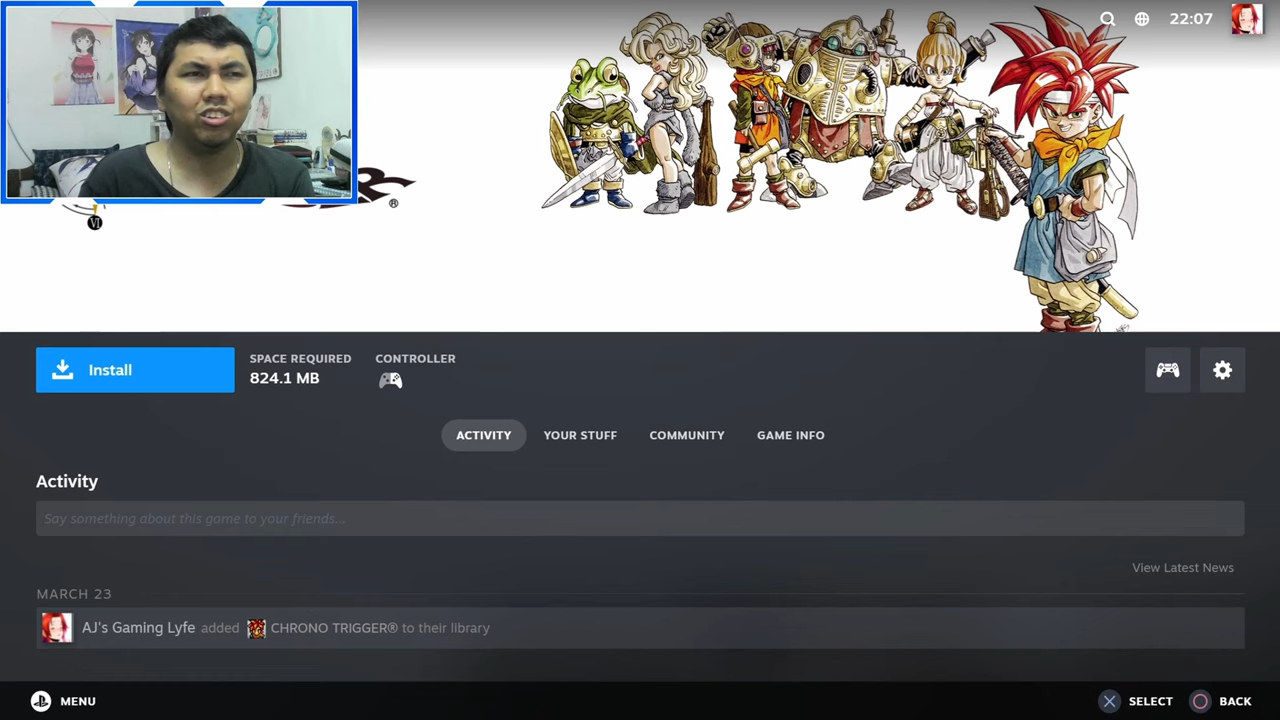 22:07
R®
VI
Install
SPACE REQUIRED
824.1 MB
CONTROLLER
ACTIVITY
YOUR STUFF
COMMUNITY
GAME INFO
Activity
Say something about this game to your friends...
View Latest News
MARCH 23
AJ's Gaming Lyfe added CHRONO TRIGGER® to their library
MENU
SELECT
BACK